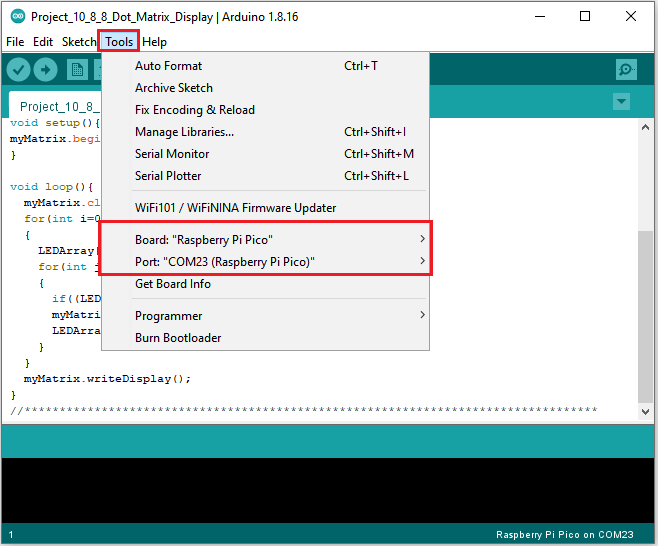 Project_10_8_8_Dot_Matrix_Display | Arduino 1.8.16
File Edit Sketch Tools Help
Auto Format Ctrl+T
Archive Sketch
Fix Encoding & Reload
Manage Libraries... Ctrl+Shift+I
Serial Monitor Ctrl+Shift+M
Serial Plotter Ctrl+Shift+L
WiFi101 / WiFiNINA Firmware Updater
Board: "Raspberry Pi Pico"
Port: "COM23 (Raspberry Pi Pico)"
Get Board Info
Programmer
Burn Bootloader
Project_10_8_
void setup(){
myMatrix.begi
}
void loop(){
myMatrix.cl
for(int i=0
{
LEDArray[
for(int j
{
if((LED
myMatri
LEDArra
}
}
myMatrix.writeDisplay();
}
//*******************************************************************************
1
Raspberry Pi Pico on COM23